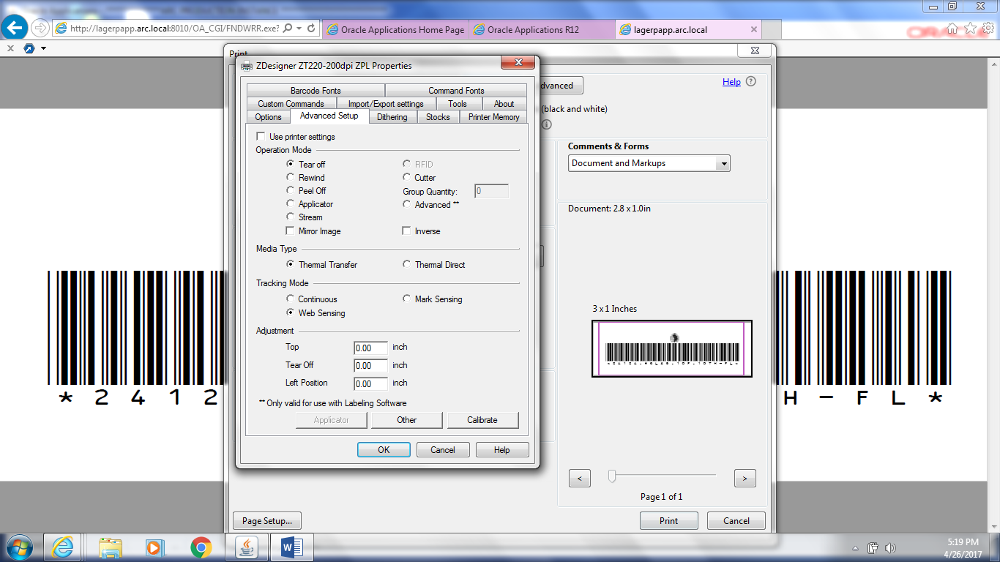 http://lagerpapp.arc.local:8010/OA_CGI/FNDWRR.exe?
Oracle Applications Home Page
Oracle Applications R12
lagerpapp.arc.local
Print
ZDesigner ZT220-200dpi ZPL Properties
Barcode Fonts Command Fonts
Custom Commands Import/Export settings Tools About
Options Advanced Setup Dithering Stocks Printer Memory
Use printer settings
Operation Mode
Tear off RFID
Rewind Cutter
Peel Off Group Quantity: 0
Applicator Advanced **
Stream
Mirror Image Inverse
Media Type
Thermal Transfer Thermal Direct
Tracking Mode
Continuous Mark Sensing
Web Sensing
Adjustment
Top 0.00 inch
Tear Off 0.00 inch
Left Position 0.00 inch
** Only valid for use with Labeling Software
Applicator Other Calibrate
OK Cancel Help
dvanced Help ?
(black and white)
Comments & Forms
Document and Markups
Document: 2.8 x 1.0in
3 x 1 Inches
< >
Page 1 of 1
Page Setup... Print Cancel
*2412
H-FL*
5:19 PM
4/26/2017